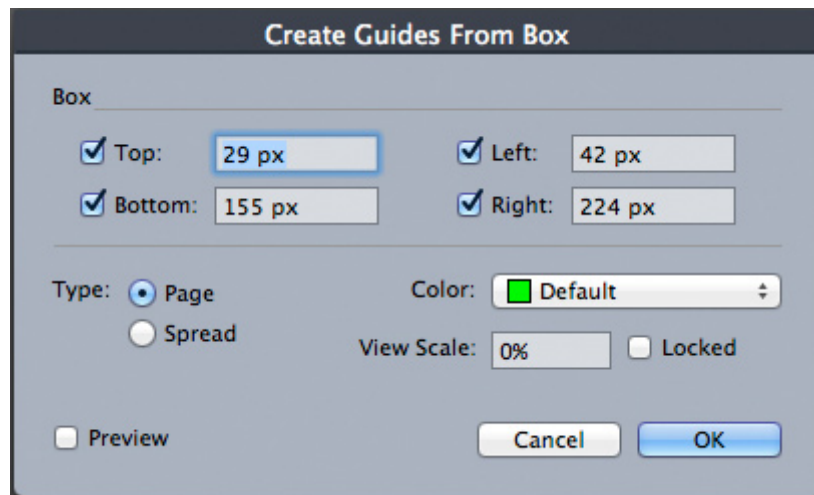 Create Guides From Box
Box
Top: 29 px Left: 42 px
Bottom: 155 px Right: 224 px
Type: Page Color: Default
Spread
View Scale: 0% Locked
Preview Cancel OK